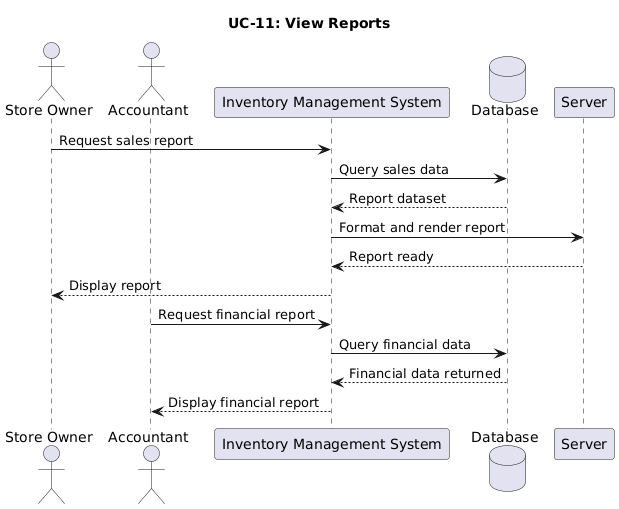 UC-11: View Reports
Store Owner
Accountant
Inventory Management System
Database
Server
Request sales report
Query sales data
Report dataset
Format and render report
Report ready
Display report
Request financial report
Query financial data
Financial data returned
Display financial report
Store Owner
Accountant
Inventory Management System
Database
Server